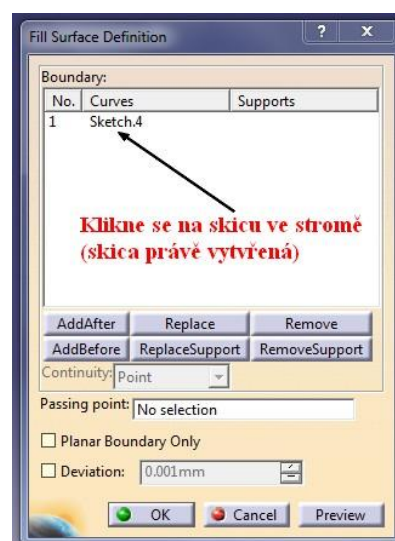 Fill Surface Definition ? X
Boundary:
No. Curves Supports
1 Sketch.4
Klikne se na skicu ve stromě
(skica právě vytvřená)
AddAfter Replace Remove
AddBefore ReplaceSupport RemoveSupport
Continuity: Point
Passing point: No selection
Planar Boundary Only
Deviation: 0.001mm
OK Cancel Preview